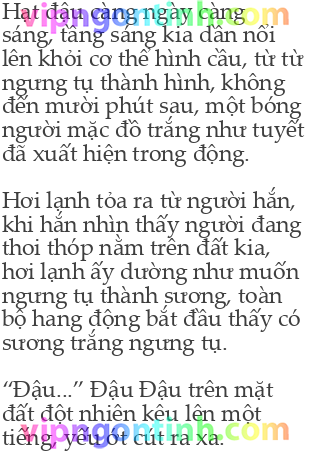 Hạt đậu càng ngày càng
sáng, tầng sáng kia dần nổi
lên khỏi cơ thể hình cầu, từ từ
ngưng tụ thành hình, không
đến mười phút sau, một bóng
người mặc đồ trắng như tuyết
đã xuất hiện trong động.
Hơi lạnh tỏa ra từ người hắn,
khi hắn nhìn thấy người đang
thoi thóp nằm trên đất kia,
hơi lạnh ấy dường như muốn
ngưng tụ thành sương, toàn
bộ hang động bắt đầu thấy có
sương trắng ngưng tụ.
“Đậu...” Đậu Đậu trên mặt
đất đột nhiên kêu lên một
tiếng, yếu ớt cút ra xa.
vipngontinh.com
vipngontinh.com